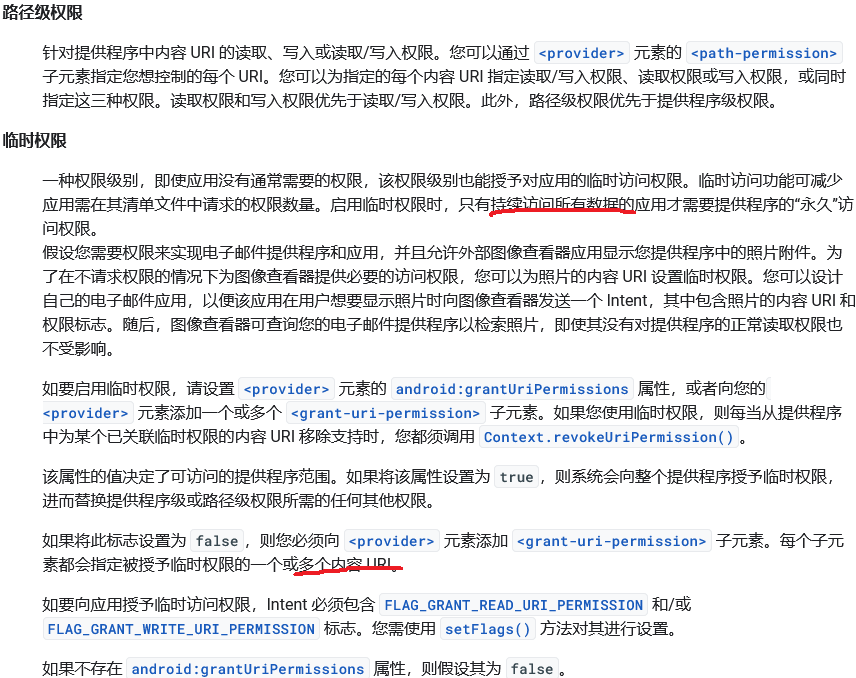 路径级权限
针对提供程序中内容 URI 的读取、写入或读取/写入权限。您可以通过 <provider> 元素的 <path-permission>
子元素指定您想控制的每个 URI。您可以为指定的每个内容 URI 指定读取/写入权限、读取权限或写入权限，或同时
指定这三种权限。读取权限和写入权限优先于读取/写入权限。此外，路径级权限优先于提供程序级权限。
临时权限
一种权限级别，即使应用没有通常需要的权限，该权限级别也能授予对应用的临时访问权限。临时访问功能可减少
应用需在其清单文件中请求的权限数量。启用临时权限时，只有持续访问所有数据的应用才需要提供程序的“永久”访
问权限。
假设您需要权限来实现电子邮件提供程序和应用，并且允许外部图像查看器应用显示您提供程序中的照片附件。为
了在不请求权限的情况下为图像查看器提供必要的访问权限，您可以为照片的内容 URI 设置临时权限。您可以设计
自己的电子邮件应用，以便该应用在用户想要显示照片时向图像查看器发送一个 Intent，其中包含照片的内容 URI 和
权限标志。随后，图像查看器可查询您的电子邮件提供程序以检索照片，即使其没有对提供程序的正常读取权限也
不受影响。
如要启用临时权限，请设置 <provider> 元素的 android:grantUriPermissions 属性，或者向您的
<provider> 元素添加一个或多个 <grant-uri-permission> 子元素。如果您使用临时权限，则每当从提供程序
中为某个已关联临时权限的内容 URI 移除支持时，您都须调用 Context.revokeUriPermission()。
该属性的值决定了可访问的提供程序范围。如果将该属性设置为 true，则系统会向整个提供程序授予临时权限，
进而替换提供程序级或路径级权限所需的任何其他权限。
如果将此标志设置为 false，则您必须向 <provider> 元素添加 <grant-uri-permission> 子元素。每个子元
素都会指定被授予临时权限的一个或多个内容 URI。
如要向应用授予临时访问权限，Intent 必须包含 FLAG_GRANT_READ_URI_PERMISSION 和/或
FLAG_GRANT_WRITE_URI_PERMISSION 标志。您需使用 setFlags() 方法对其进行设置。
如果不存在 android:grantUriPermissions 属性，则假设其为 false。